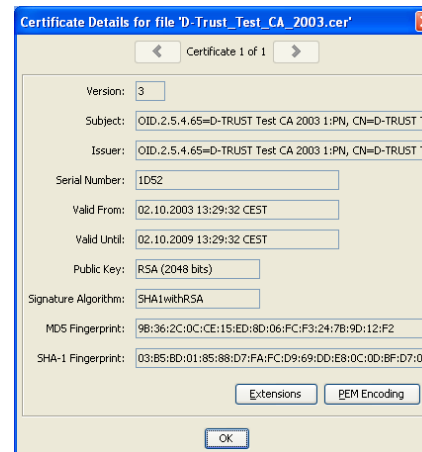 Certificate Details for file 'D-Trust_Test_CA_2003.cer'
Certificate 1 of 1
Version: 3
Subject: OID.2.5.4.65=D-TRUST Test CA 2003 1:PN, CN=D-TRUST
Issuer: OID.2.5.4.65=D-TRUST Test CA 2003 1:PN, CN=D-TRUST
Serial Number: 1D52
Valid From: 02.10.2003 13:29:32 CEST
Valid Until: 02.10.2009 13:29:32 CEST
Public Key: RSA (2048 bits)
Signature Algorithm: SHA1withRSA
MD5 Fingerprint: 9B:36:2C:0C:CE:15:ED:8D:06:FC:F3:24:7B:9D:12:F2
SHA-1 Fingerprint: 03:B5:BD:01:85:88:D7:FA:FC:D9:69:DD:E8:0C:0D:BF:D7:0
Extensions PEM Encoding
OK